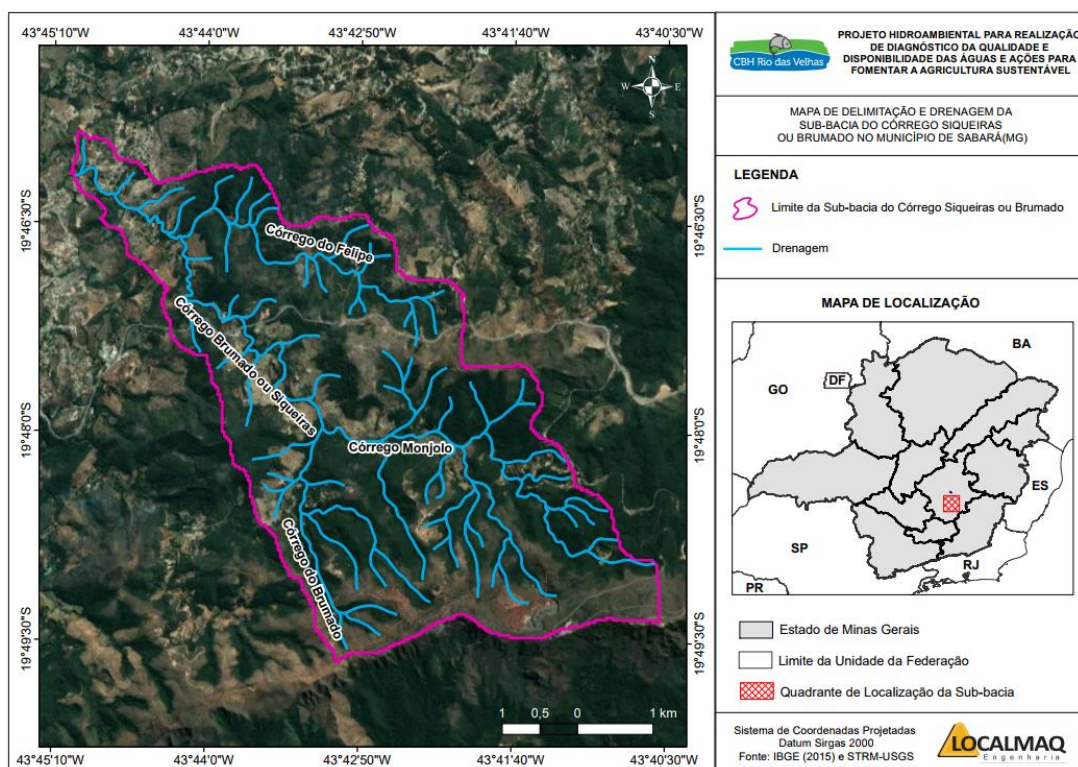 43°45'10"W 43°44'0"W 43°42'50"W 43°41'40"W 43°40'30"W
N
W E
S
19°46'30"S
19°48'0"S
19°49'30"S
Córrego do Felipe
Córrego Brumado ou Siqueiras
Córrego Monjolo
Córrego do Brumado
19°46'30"S
19°48'0"S
19°49'30"S
1 0,5 0 1 km
43°45'10"W 43°44'0"W 43°42'50"W 43°41'40"W 43°40'30"W
CBH Rio das Velhas
PROJETO HIDROAMBIENTAL PARA REALIZAÇÃO
DE DIAGNÓSTICO DA QUALIDADE E
DISPONIBILIDADE DAS ÁGUAS E AÇÕES PARA
FOMENTAR A AGRICULTURA SUSTENTÁVEL
MAPA DE DELIMITAÇÃO E DRENAGEM DA
SUB-BACIA DO CÓRREGO SIQUEIRAS
OU BRUMADO NO MUNICÍPIO DE SABARÁ(MG)
LEGENDA
Limite da Sub-bacia do Córrego Siqueiras ou Brumado
Drenagem
MAPA DE LOCALIZAÇÃO
BA
DF
GO
ES
SP
RJ
PR
Estado de Minas Gerais
Limite da Unidade da Federação
Quadrante de Localização da Sub-bacia
Sistema de Coordenadas Projetadas
Datum Sirgas 2000
Fonte: IBGE (2015) e STRM-USGS
LOCALMAQ
Engenharia